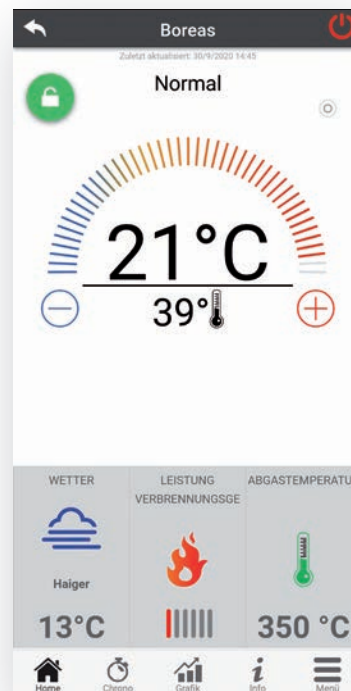 Boreas
Zuletzt aktualisiert: 30/9/2020 14:45
Normal
21°C
39°
WETTER
LEISTUNG
VERBRENNUNGSGE
ABGASTEMPERATU
Haiger
13°C
350 °C
Home
Chrono
Grafik
Info
Menü